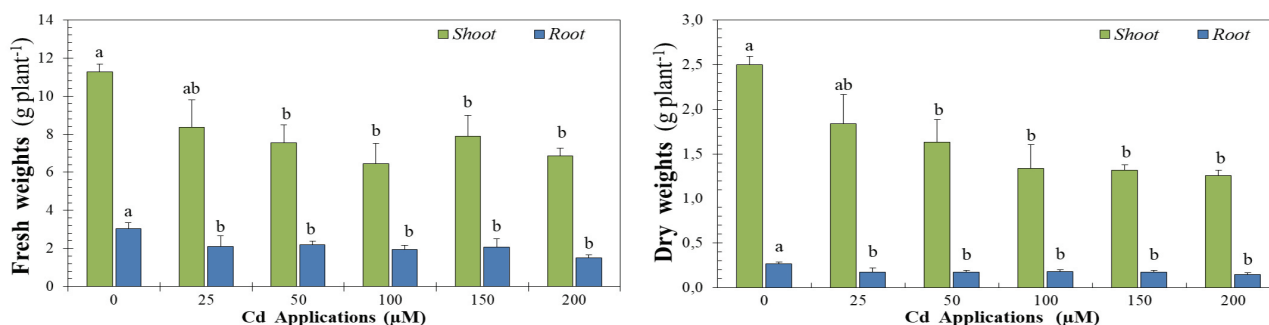 14
12
10
8
6
4
2
0
Fresh weights (g plant-1)
Shoot Root
a
ab
b
b
b
b
a
b
b
b
b
b
0 25 50 100 150 200
Cd Applications (µM)
3,0
2,5
2,0
1,5
1,0
0,5
0,0
Dry weights (g plant-1)
Shoot Root
a
ab
b
b
b
b
a
b
b
b
b
b
0 25 50 100 150 200
Cd Applications (µM)